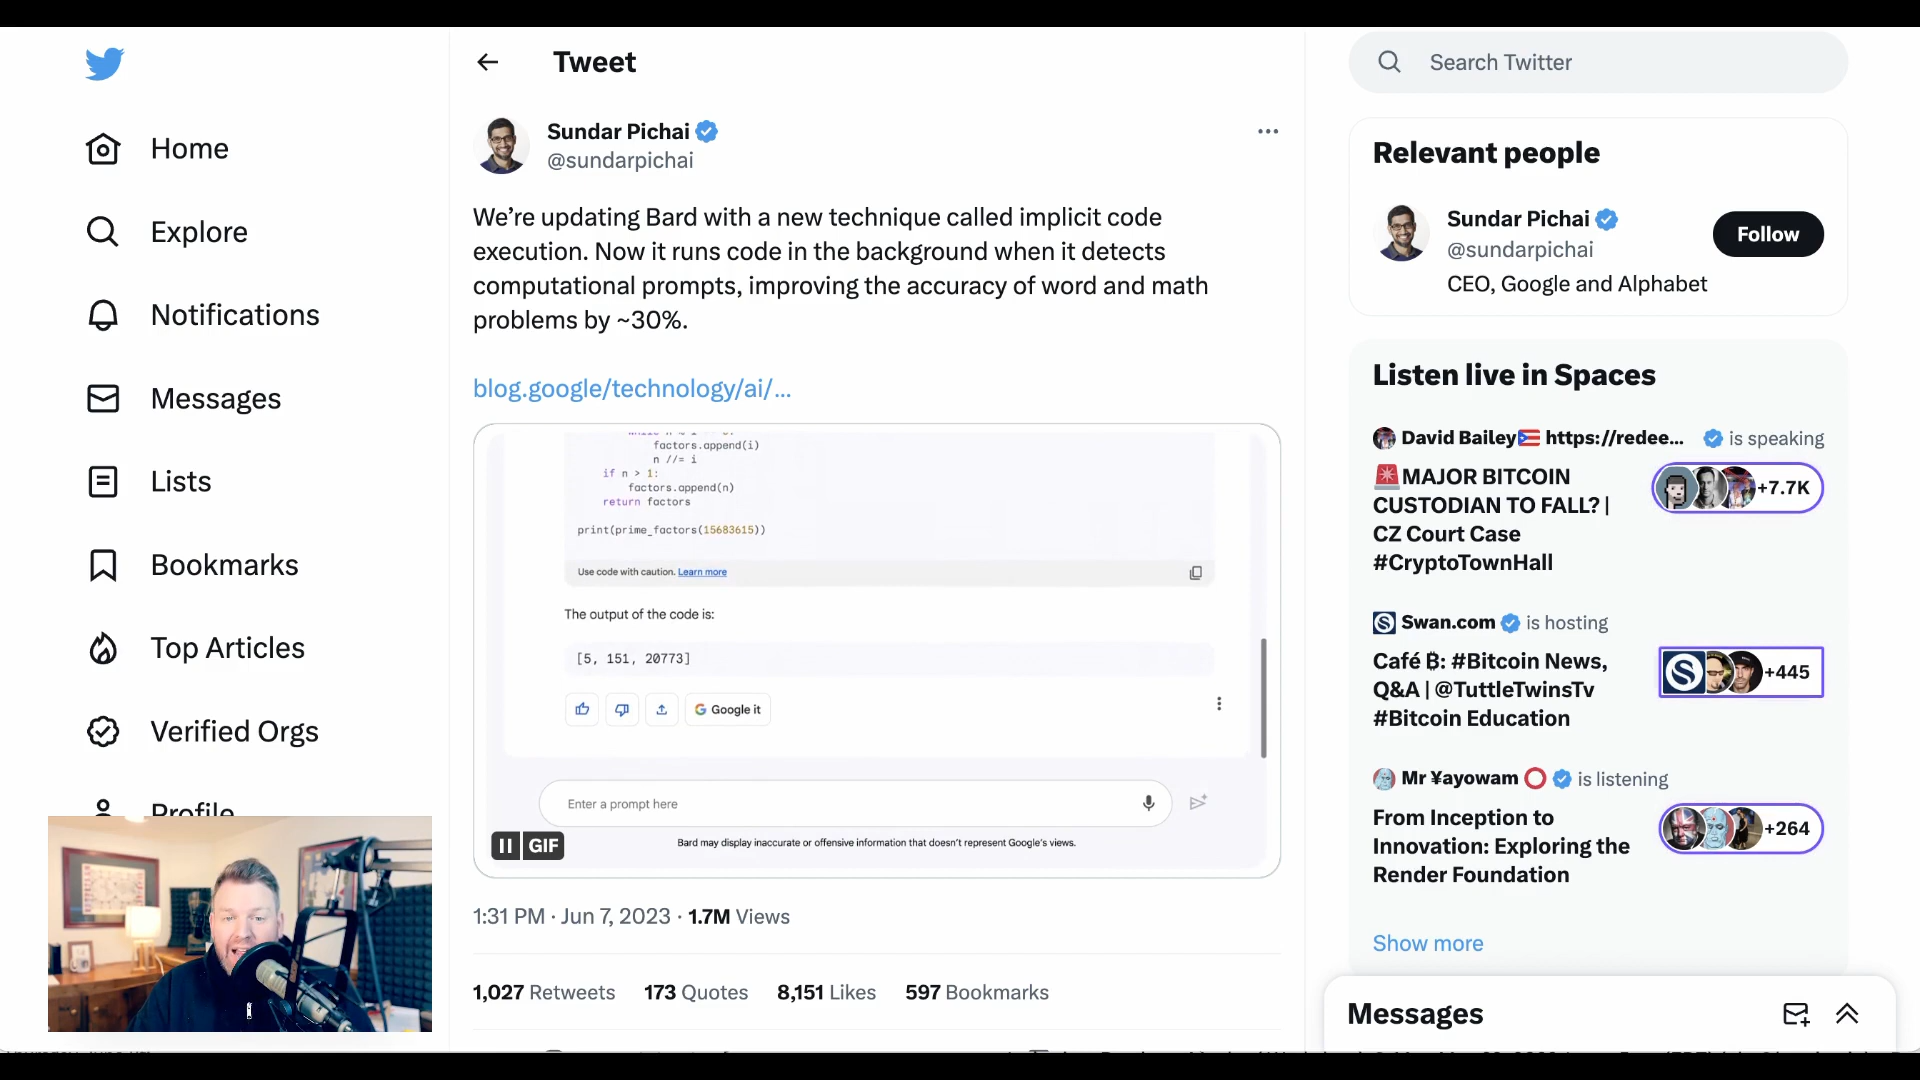 Home
Explore
Notifications
Messages
Lists
Bookmarks
Top Articles
Verified Orgs
Profile
Tweet
Sundar Pichai
@sundarpichai
We’re updating Bard with a new technique called implicit code
execution. Now it runs code in the background when it detects
computational prompts, improving the accuracy of word and math
problems by ~30%.
blog.google/technology/ai/...
factors.append(i)
n //= i
if n > 1:
factors.append(n)
return factors
print(prime_factors(15683615))
Use code with caution. Learn more
The output of the code is:
[5, 151, 20773]
Google it
Enter a prompt here
Bard may display inaccurate or offensive information that doesn’t represent Google’s views.
GIF
1:31 PM · Jun 7, 2023 · 1.7M Views
1,027 Retweets 173 Quotes 8,151 Likes 597 Bookmarks
Search Twitter
Relevant people
Sundar Pichai
@sundarpichai
Follow
CEO, Google and Alphabet
Listen live in Spaces
David Bailey🇵🇷 https://redee... is speaking
🚨MAJOR BITCOIN
CUSTODIAN TO FALL? |
CZ Court Case
#CryptoTownHall
+7.7K
Swan.com is hosting
Café ₿: #Bitcoin News,
Q&A | @TuttleTwinsTv
#Bitcoin Education
+445
Mr ¥ayowam ⭕ is listening
From Inception to
Innovation: Exploring the
Render Foundation
+264
Show more
Messages